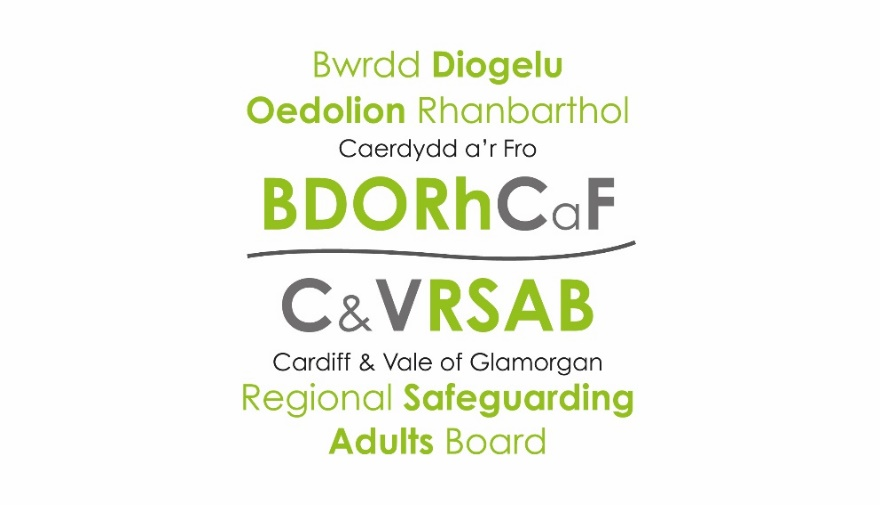 Bwrdd Diogelu
Oedolion Rhanbarthol
Caerdydd a'r Fro
BDORhCaF
C&VRSAB
Cardiff & Vale of Glamorgan
Regional Safeguarding
Adults Board